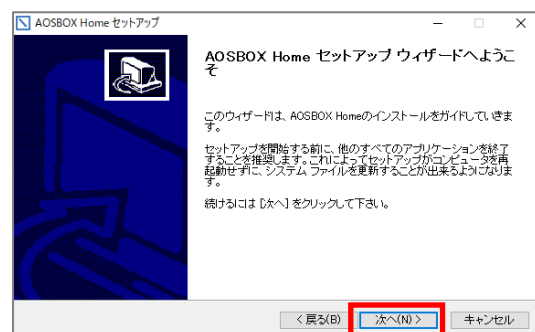 AOSBOX Home セットアップ
AOSBOX Home セットアップ ウィザードへようこ
そ
このウィザードは、AOSBOX Homeのインストールをガイドしていきま
す。
セットアップを開始する前に、他のすべてのアプリケーションを終了
することを推奨します。これによってセットアップがコンピュータを再
起動せずに、システム ファイルを更新することが出来るようになりま
す。
続けるには [次へ] をクリックして下さい。
< 戻る(B)
次へ(N) >
キャンセル